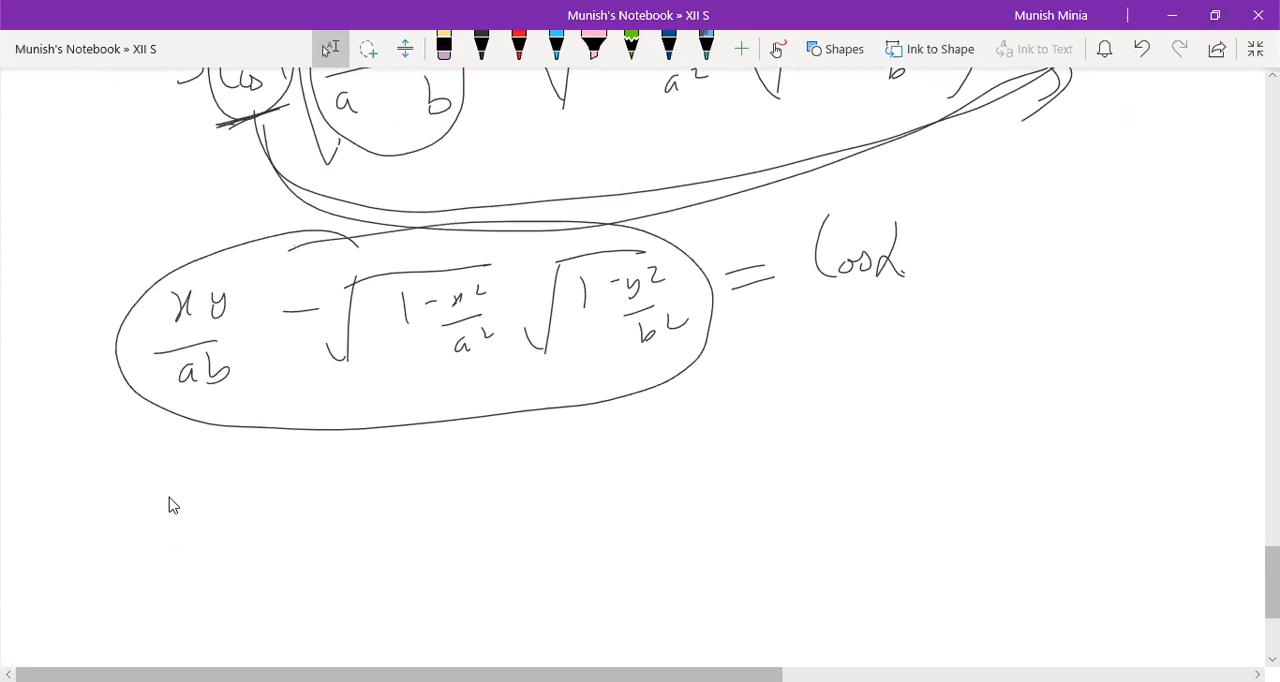 Munish's Notebook » XII S
Munish Minia
Munish's Notebook » XII S
Shapes
Ink to Shape
Ink to Text
a b a² b
xy/ab - √(1 - x²/a²) √(1 - y²/b²) = Cosα